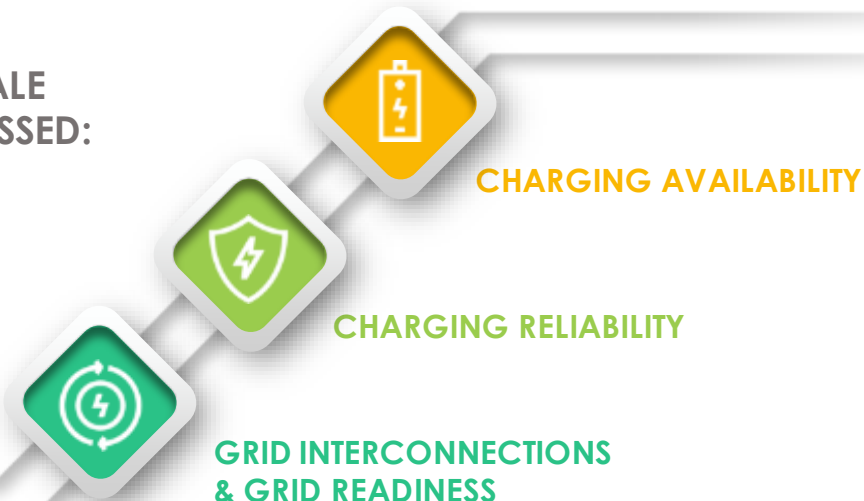 ALE
SSED:
CHARGING AVAILABILITY
CHARGING RELIABILITY
GRID INTERCONNECTIONS
& GRID READINESS